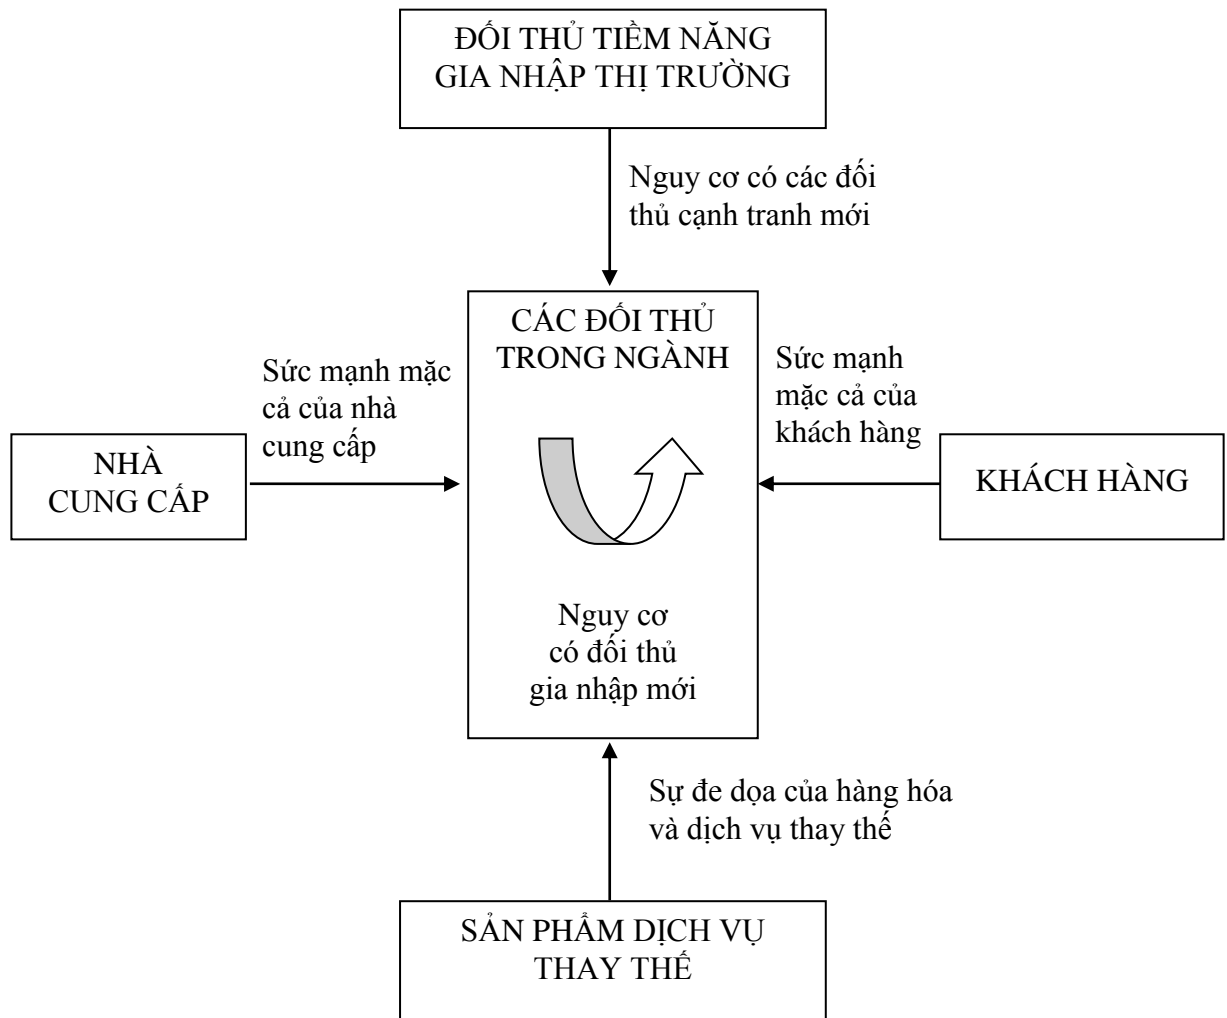 ĐỐI THỦ TIỀM NĂNG
GIA NHẬP THỊ TRƯỜNG
Nguy cơ có các đối
thủ cạnh tranh mới
CÁC ĐỐI THỦ
TRONG NGÀNH
Sức mạnh mặc
cả của nhà
cung cấp
Sức mạnh
mặc cả của
khách hàng
NHÀ
CUNG CẤP
KHÁCH HÀNG
Nguy cơ
có đối thủ
gia nhập mới
Sự đe dọa của hàng hóa
và dịch vụ thay thế
SẢN PHẨM DỊCH VỤ
THAY THẾ